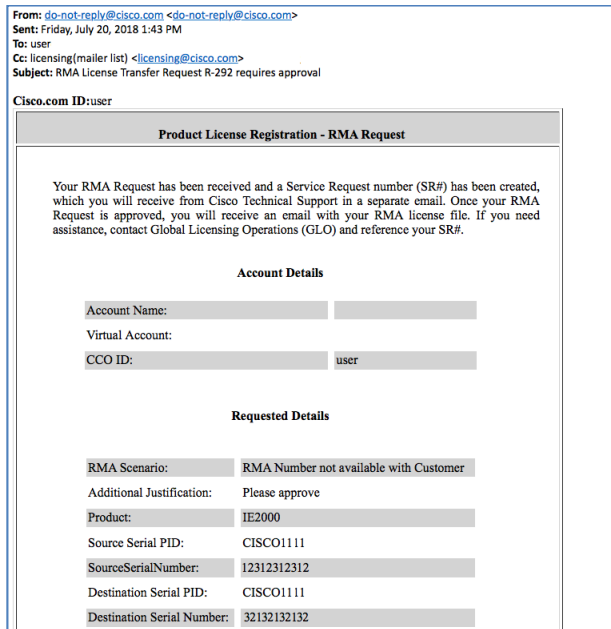 From: do-not-reply@cisco.com <do-not-reply@cisco.com>
Sent: Friday, July 20, 2018 1:43 PM
To: user
Cc: licensing(mailer list) <licensing@cisco.com>
Subject: RMA License Transfer Request R-292 requires approval
Cisco.com ID:user
Product License Registration - RMA Request
Your RMA Request has been received and a Service Request number (SR#) has been created,
which you will receive from Cisco Technical Support in a separate email. Once your RMA
Request is approved, you will receive an email with your RMA license file. If you need
assistance, contact Global Licensing Operations (GLO) and reference your SR#.
Account Details
Account Name:
Virtual Account:
CCO ID: user
Requested Details
RMA Scenario: RMA Number not available with Customer
Additional Justification: Please approve
Product: IE2000
Source Serial PID: CISCO1111
SourceSerialNumber: 12312312312
Destination Serial PID: CISCO1111
Destination Serial Number: 32132132132